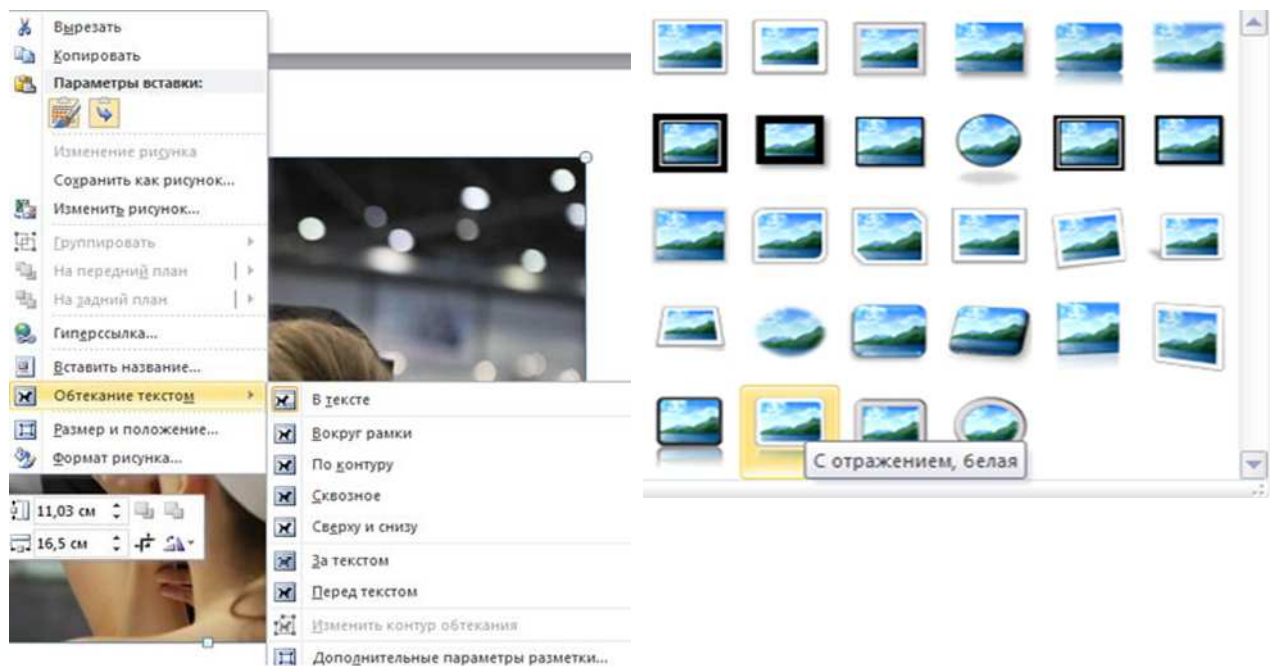 Вырезать
Копировать
Параметры вставки:
Изменение рисунка
Сохранить как рисунок...
Изменить рисунок...
Группировать
На передний план
На задний план
Гиперссылка...
Вставить название...
Обтекание текстом
Размер и положение...
Формат рисунка...
11,03 см
16,5 см
В тексте
Вокруг рамки
По контуру
Сквозное
Сверху и снизу
За текстом
Перед текстом
Изменить контур обтекания
Дополнительные параметры разметки...
С отражением, белая